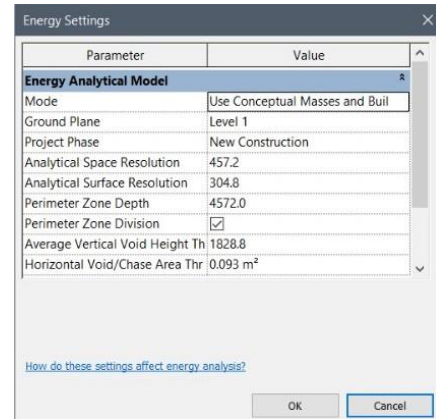 Energy Settings
Parameter Value
Energy Analytical Model
Mode Use Conceptual Masses and Buil
Ground Plane Level 1
Project Phase New Construction
Analytical Space Resolution 457.2
Analytical Surface Resolution 304.8
Perimeter Zone Depth 4572.0
Perimeter Zone Division
Average Vertical Void Height Th 1828.8
Horizontal Void/Chase Area Thr 0.093 m²
How do these settings affect energy analysis?
OK Cancel